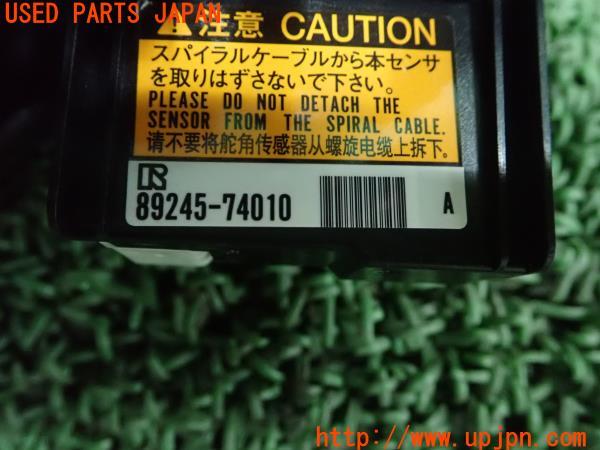 USED PARTS JAPAN
注意 CAUTION
スパイラルケーブルから本センサ
を取りはずさないで下さい。
PLEASE DO NOT DETACH THE
SENSOR FROM THE SPIRAL CABLE.
请不要将舵角传感器从螺旋电缆上拆下。
89245-74010 A
http://www.upjpn.com/